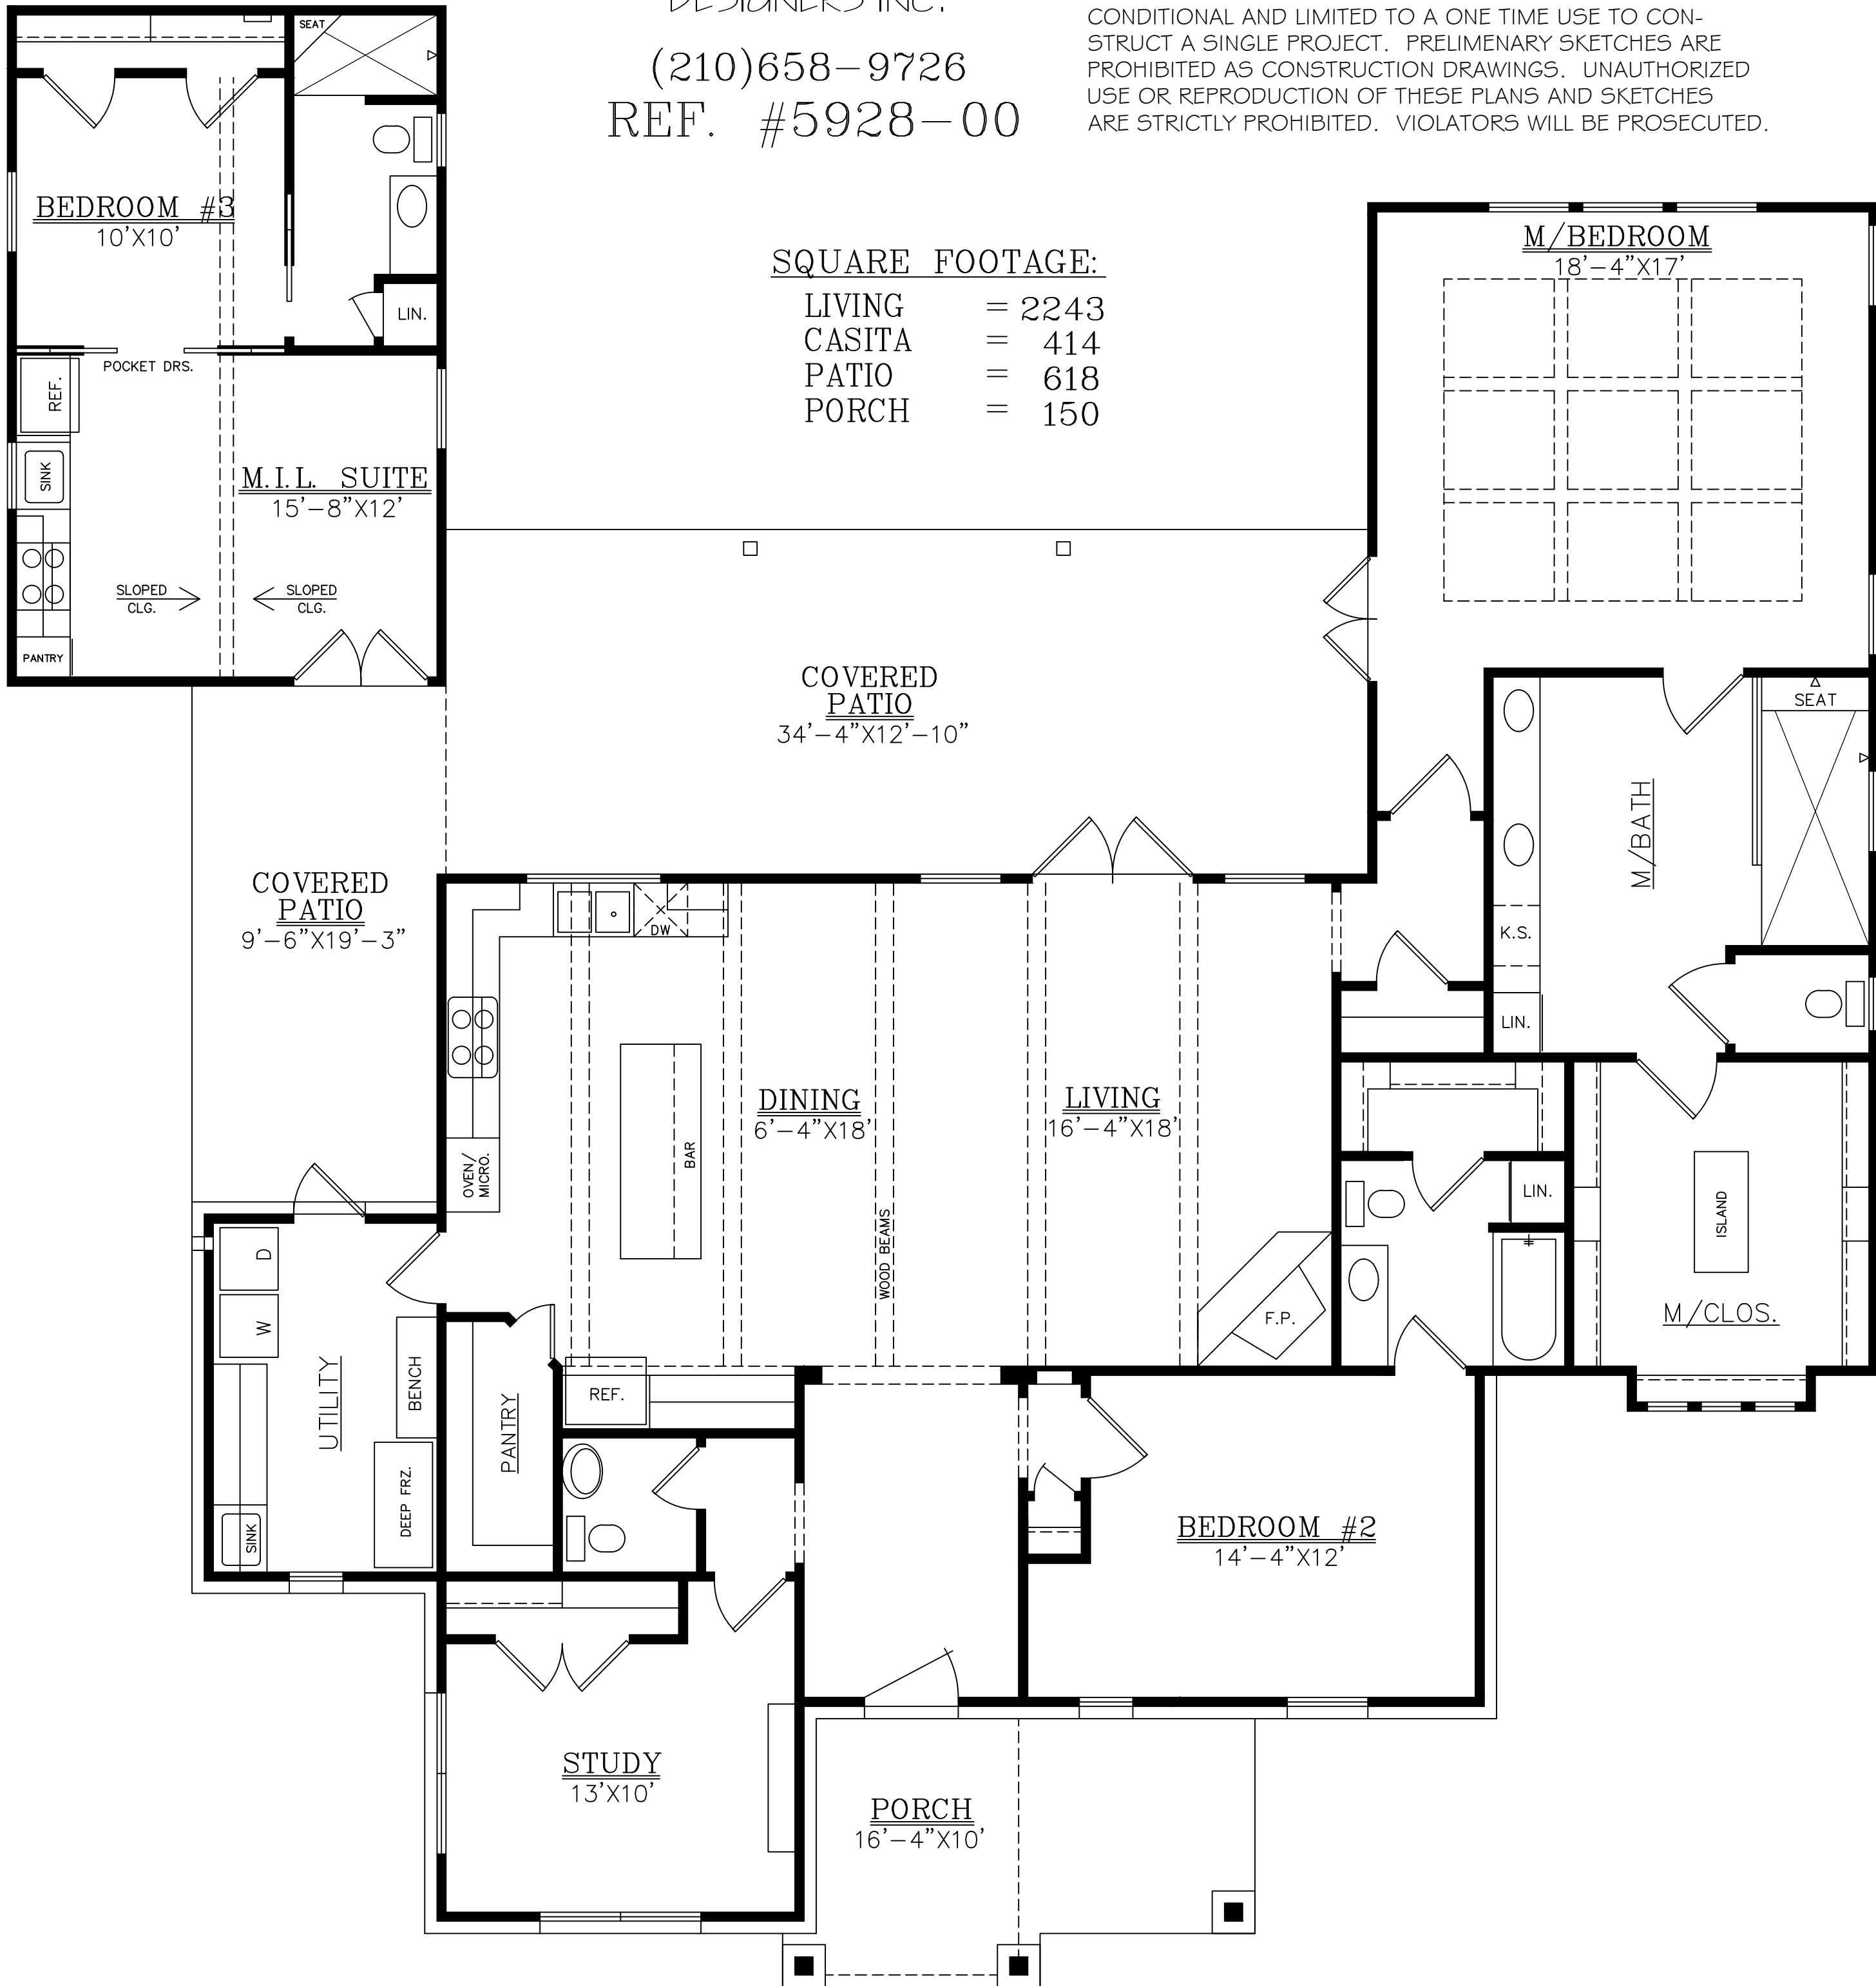 DESIGNERS INC.
(210)658-9726
REF. #5928-00
CONDITIONAL AND LIMITED TO A ONE TIME USE TO CON-
STRUCT A SINGLE PROJECT. PRELIMENARY SKETCHES ARE
PROHIBITED AS CONSTRUCTION DRAWINGS. UNAUTHORIZED
USE OR REPRODUCTION OF THESE PLANS AND SKETCHES
ARE STRICTLY PROHIBITED. VIOLATORS WILL BE PROSECUTED.
SEAT
BEDROOM #3
10'X10'
LIN.
POCKET DRS.
REF.
SINK
M.I.L. SUITE
15'-8"X12'
SLOPED
CLG.
SLOPED
CLG.
PANTRY
SQUARE FOOTAGE:
LIVING = 2243
CASITA = 414
PATIO = 618
PORCH = 150
M/BEDROOM
18'-4"X17'
COVERED
PATIO
34'-4"X12'-10"
SEAT
M/BATH
K.S.
LIN.
COVERED
PATIO
9'-6"X19'-3"
DW
OVEN/
MICRO.
BAR
DINING
6'-4"X18'
WOOD BEAMS
LIVING
16'-4"X18'
F.P.
LIN.
ISLAND
M/CLOS.
D
W
UTILITY
BENCH
DEEP FRZ.
SINK
PANTRY
REF.
BEDROOM #2
14'-4"X12'
STUDY
13'X10'
PORCH
16'-4"X10'